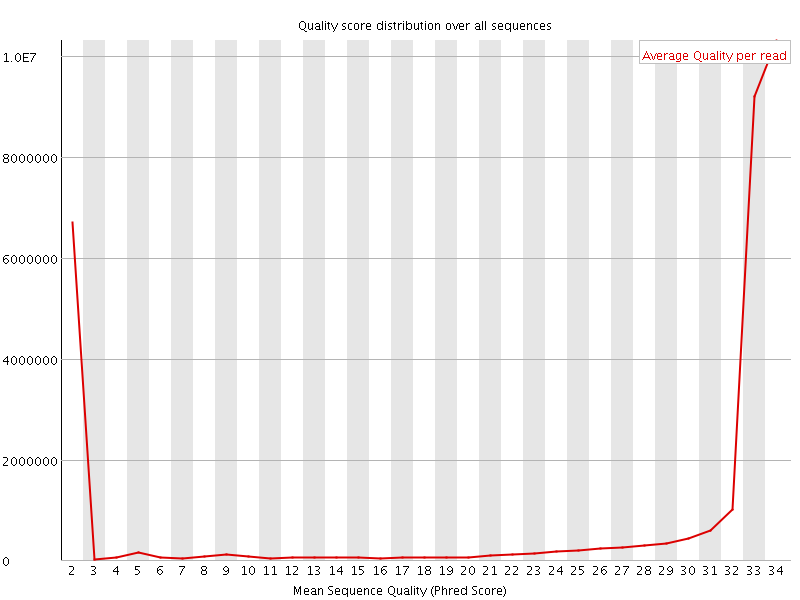 Quality score distribution over all sequences
Average Quality per read
1.0E7
8000000
6000000
4000000
2000000
0
2 3 4 5 6 7 8 9 10 11 12 13 14 15 16 17 18 19 20 21 22 23 24 25 26 27 28 29 30 31 32 33 34
Mean Sequence Quality (Phred Score)